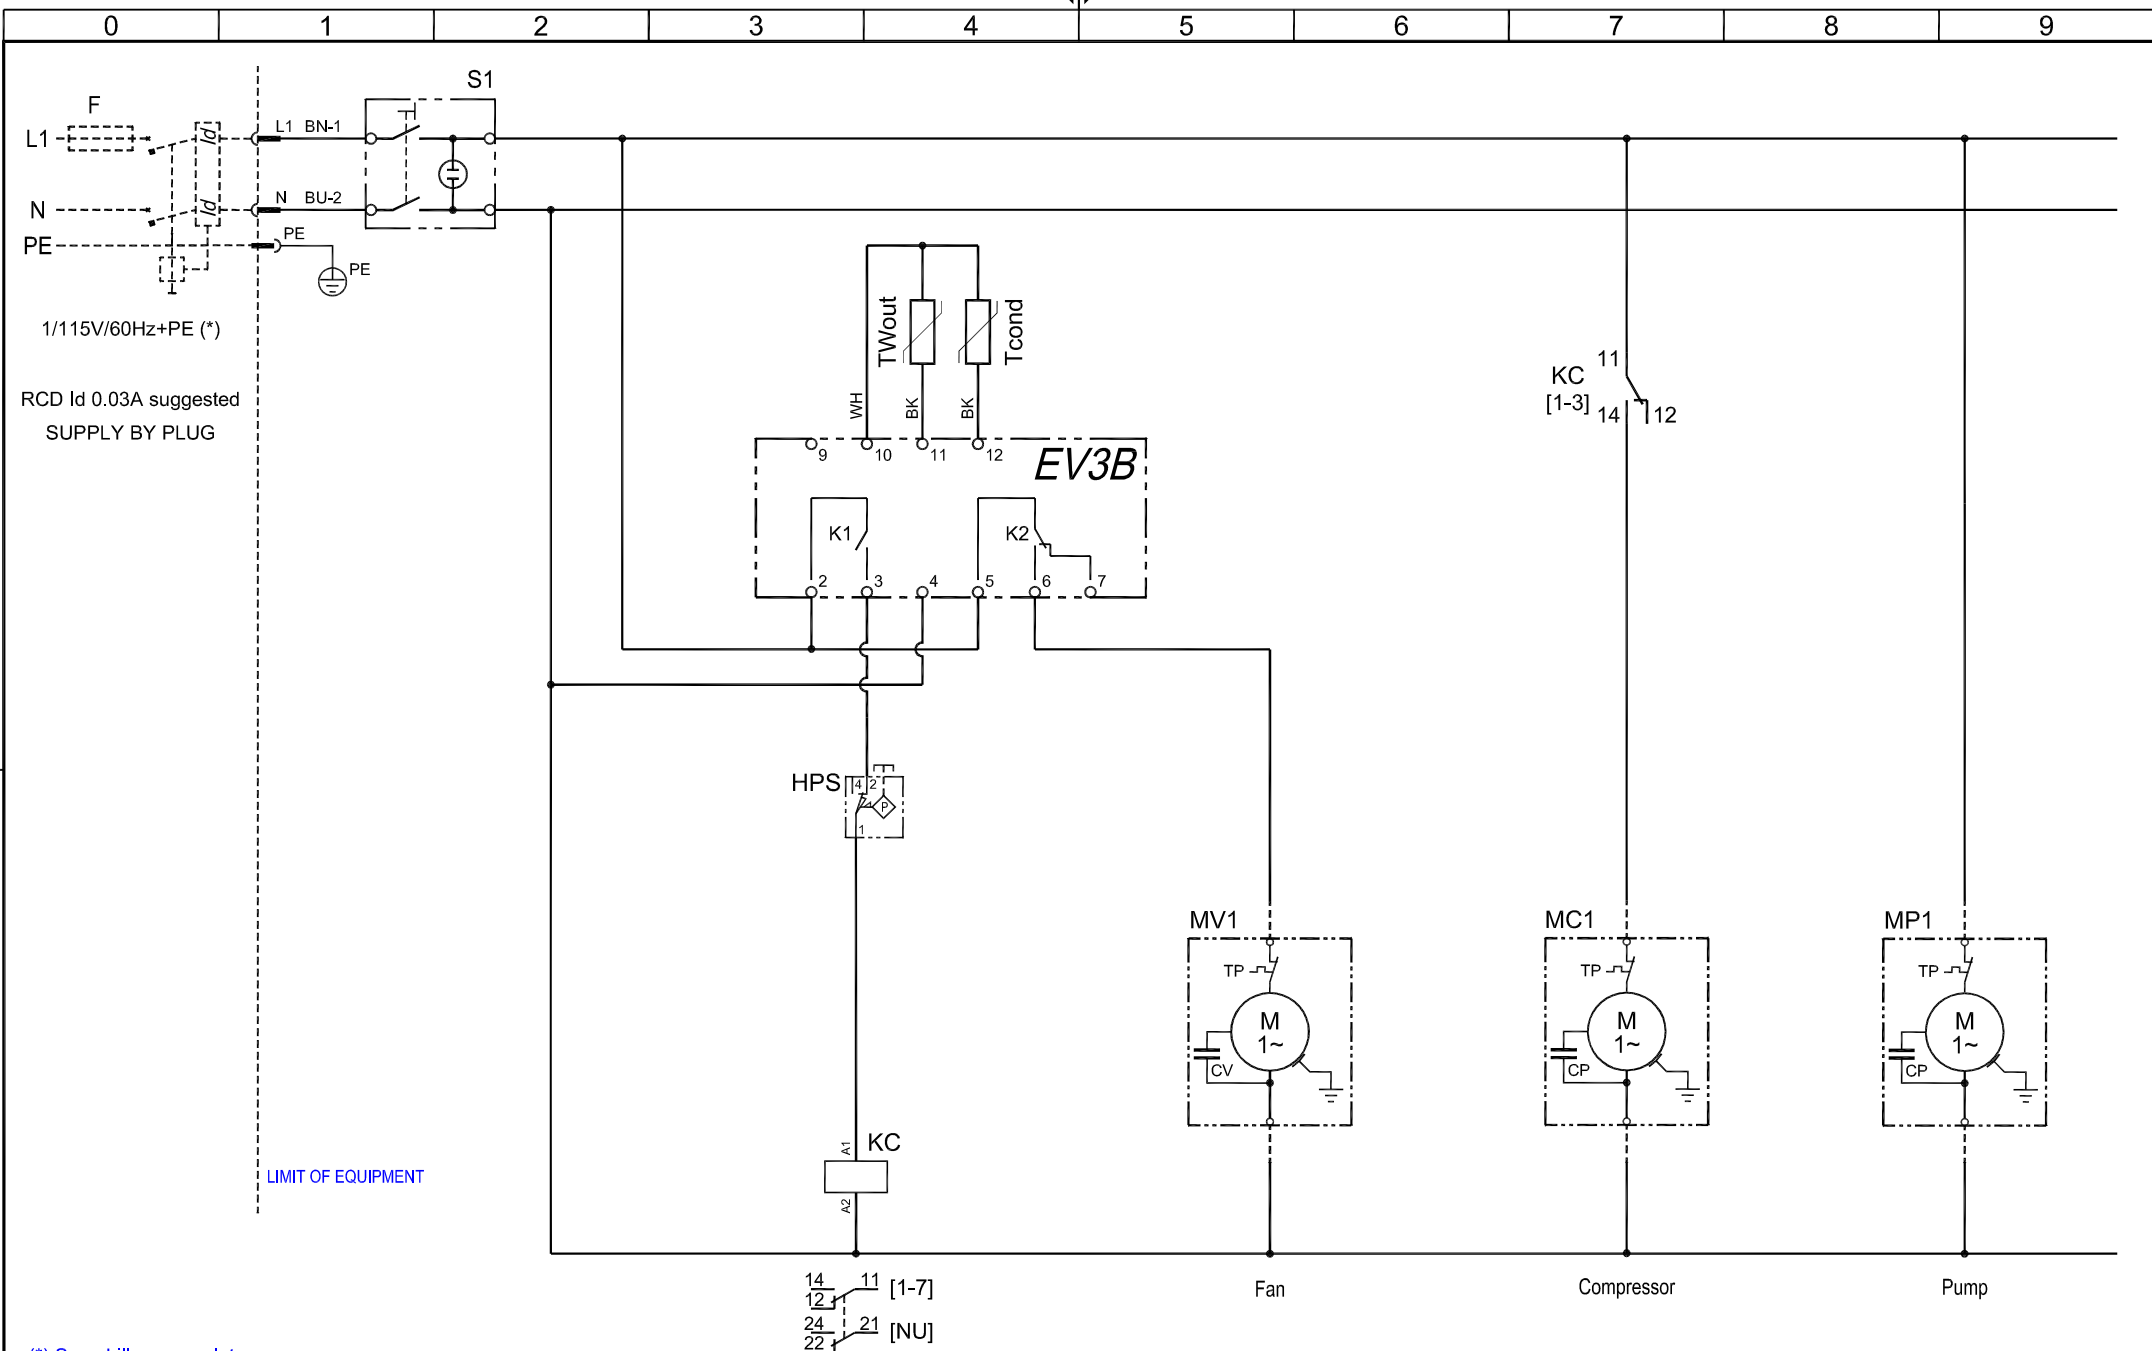 0 1 2 3 4 5 6 7 8 9
S1
F
L1
L1 BN-1
Id
N
N BU-2
Id
PE
PE
PE
1/115V/60Hz+PE (*)
RCD Id 0.03A suggested
SUPPLY BY PLUG
TWout
Tcond
WH
BK
BK
9 10 11 12
EV3B
K1
K2
2 3 4 5 6 7
KC
[1-3]
11
14 12
HPS
4 2
P
1
MV1
TP
M
1~
CV
MC1
TP
M
1~
CP
MP1
TP
M
1~
CP
A1
KC
A2
LIMIT OF EQUIPMENT
14 11 [1-7]
12
24 21 [NU]
22
Fan
Compressor
Pump